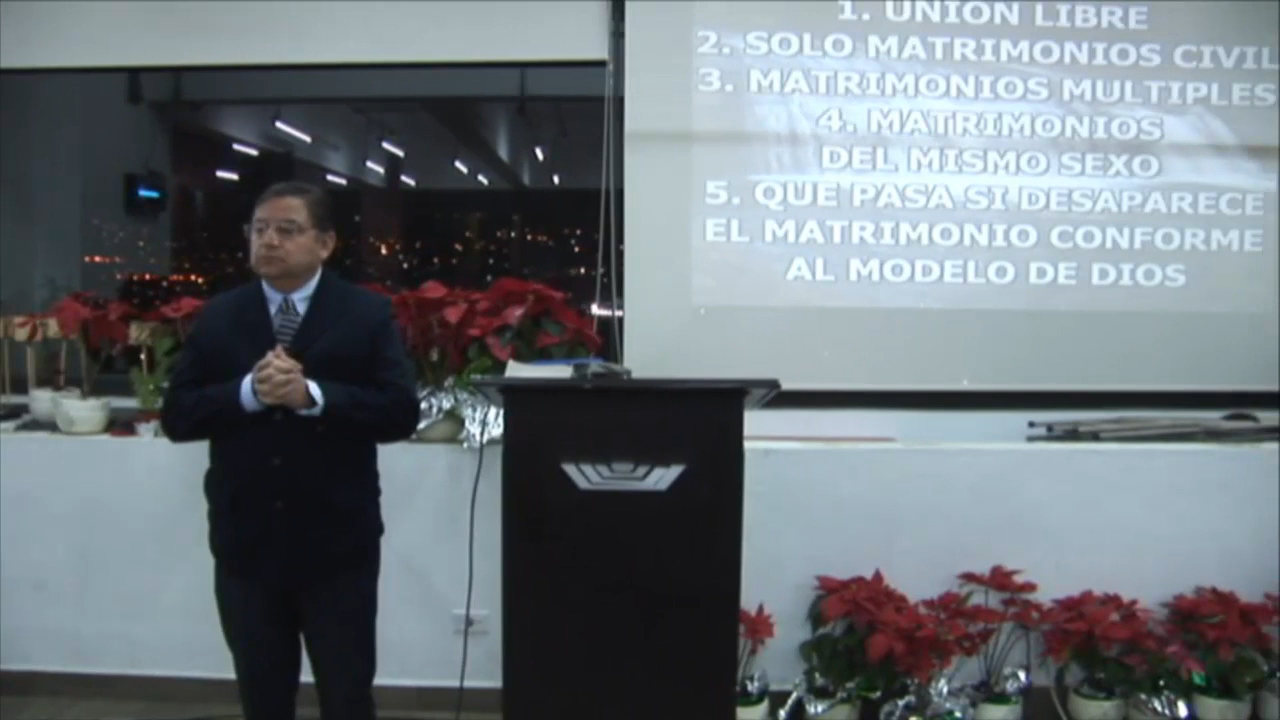 1. UNION LIBRE
2. SOLO MATRIMONIOS CIVIL
3. MATRIMONIOS MULTIPLES
4. MATRIMONIOS
DEL MISMO SEXO
5. QUE PASA SI DESAPARECE
EL MATRIMONIO CONFORME
AL MODELO DE DIOS